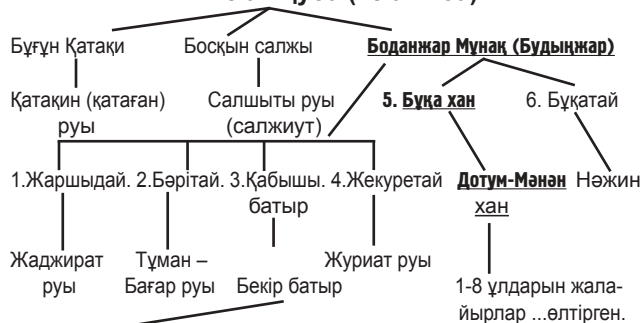 Бұғұн Қатақи Босқын салжы Боданжар Мұнақ (Будыңжар)
Қатақин (қатаған) руы
Салшыты руы (салжиут)
5. Бұқа хан 6. Бұқатай
1.Жаршыдай. 2.Бәрітай. 3.Қабышы. батыр 4.Жекуретай Дотум-Мәнән хан Нәжин
Жаджират руы
Тұман – Бағар руы
Бекір батыр
Журиат руы
1-8 ұлдарын жала-
йырлар ...өлтірген.